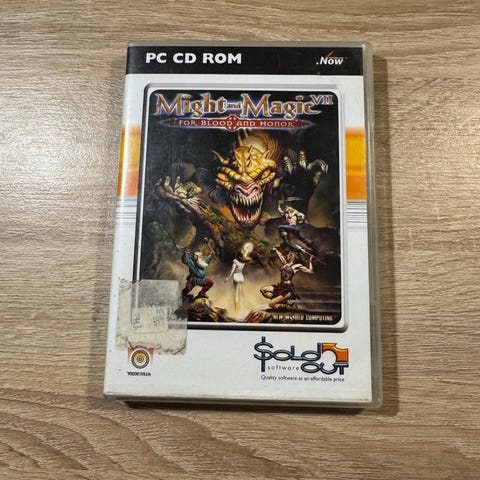 PC CD ROM
.Now
Might and Magic VII
FOR BLOOD AND HONOR
NEW WORLD COMPUTING
Sold Out
software
Quality software at an affordable price